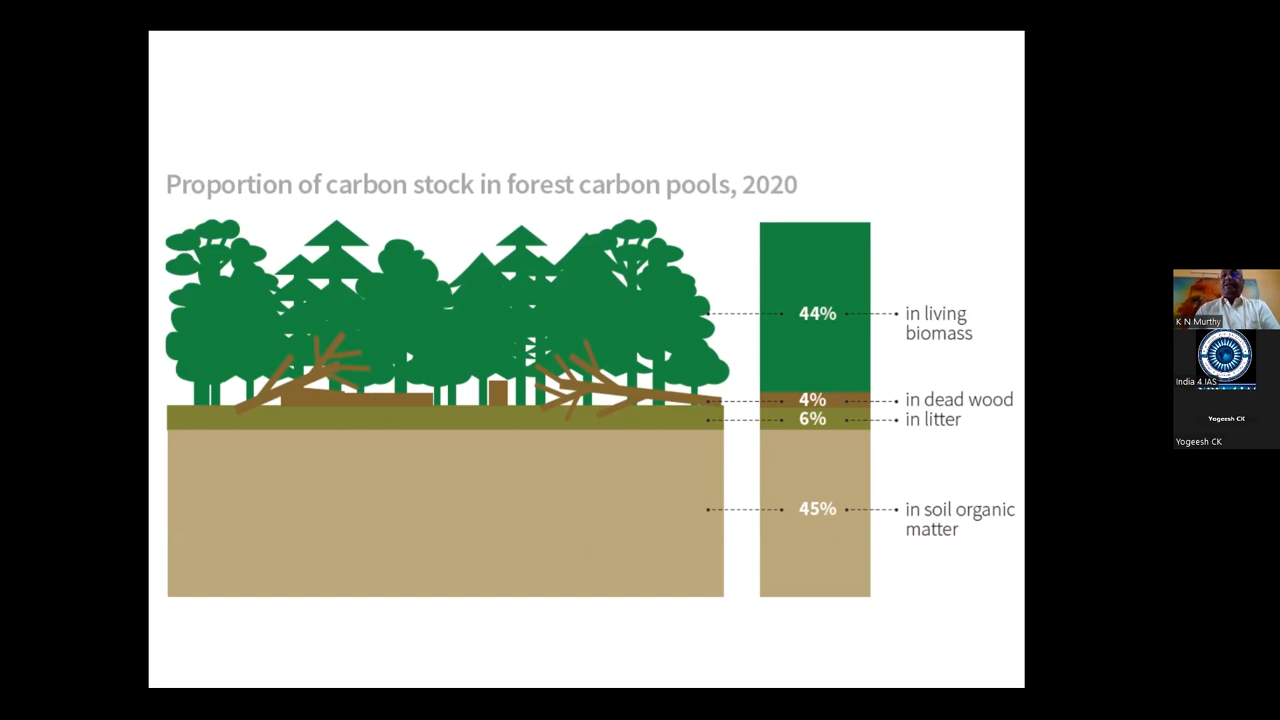 Proportion of carbon stock in forest carbon pools, 2020
44%
in living
biomass
4%
in dead wood
6%
in litter
45%
in soil organic
matter
K N Murthy
India 4 IAS
Yogeesh CK
Yogeesh CK